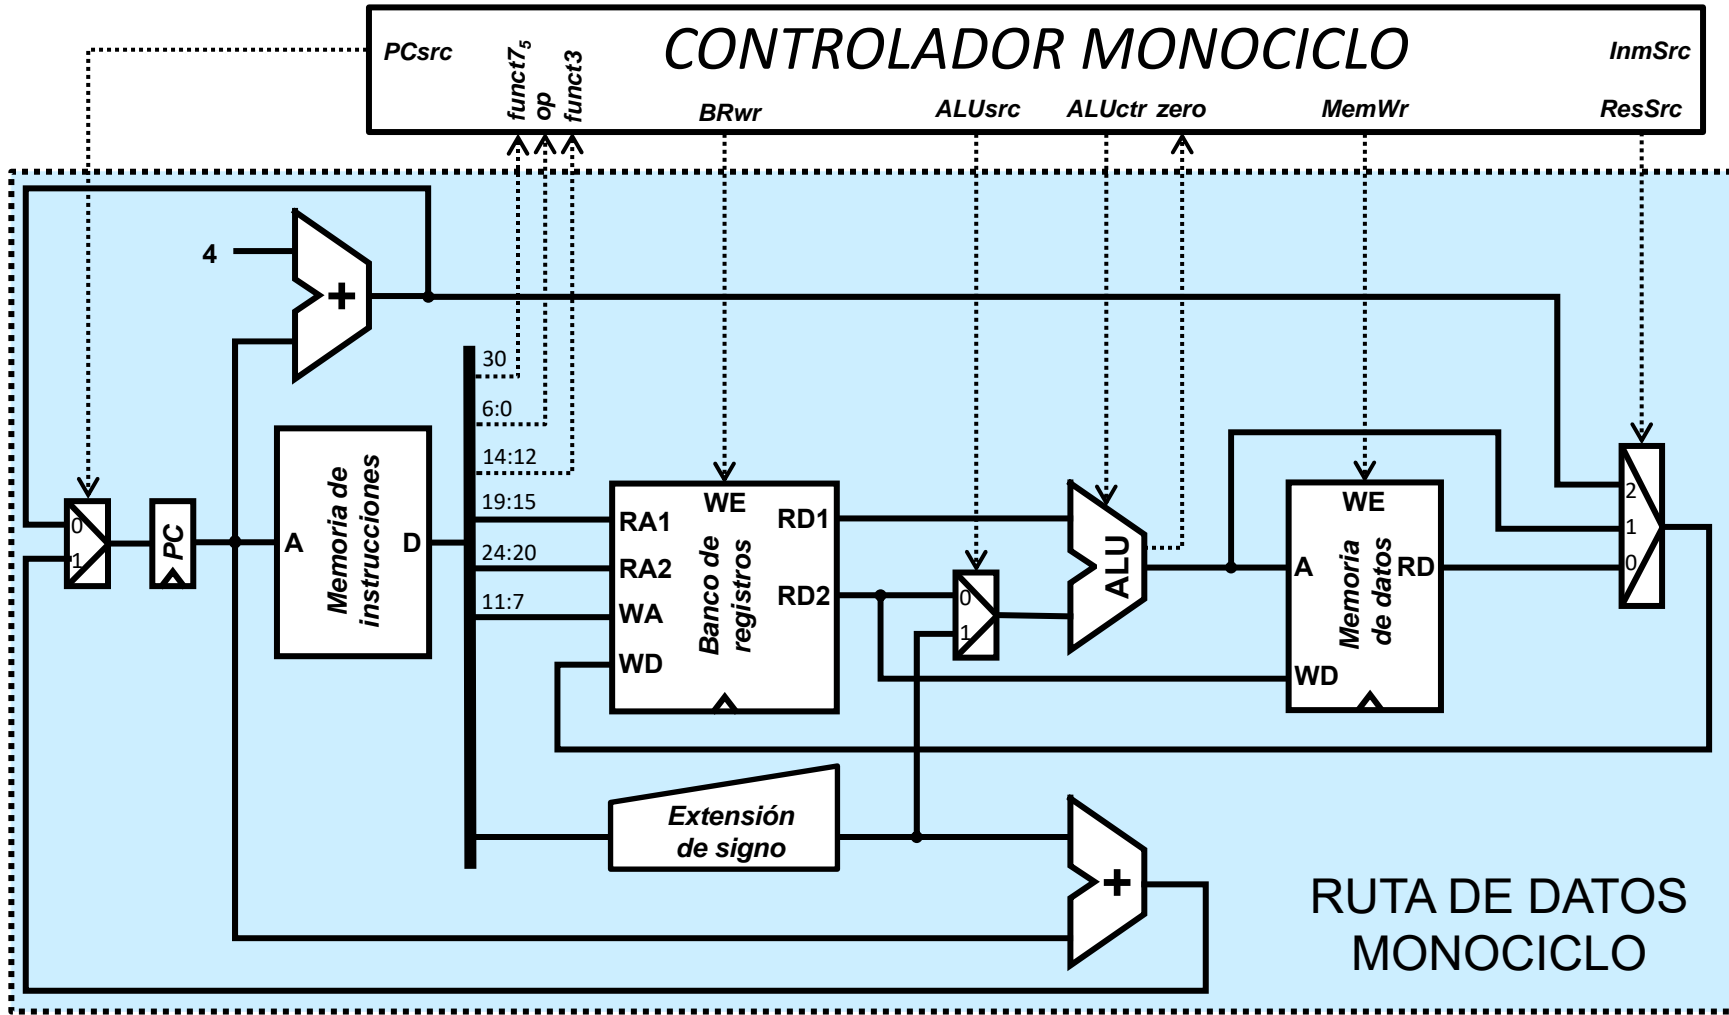 CONTROLADOR MONOCICLO
PCsrc
funct7₅
op
funct3
InmSrc
BRwr
ALUsrc
ALUctr
zero
MemWr
ResSrc
4
+
30
6:0
14:12
19:15
24:20
11:7
0
1
PC
A
Memoria de
instrucciones
D
RA1
RA2
WA
WD
WE
Banco de
registros
RD1
RD2
0
1
ALU
WE
A
Memoria
de datos
RD
WD
2
1
0
Extensión
de signo
+
RUTA DE DATOS
MONOCICLO